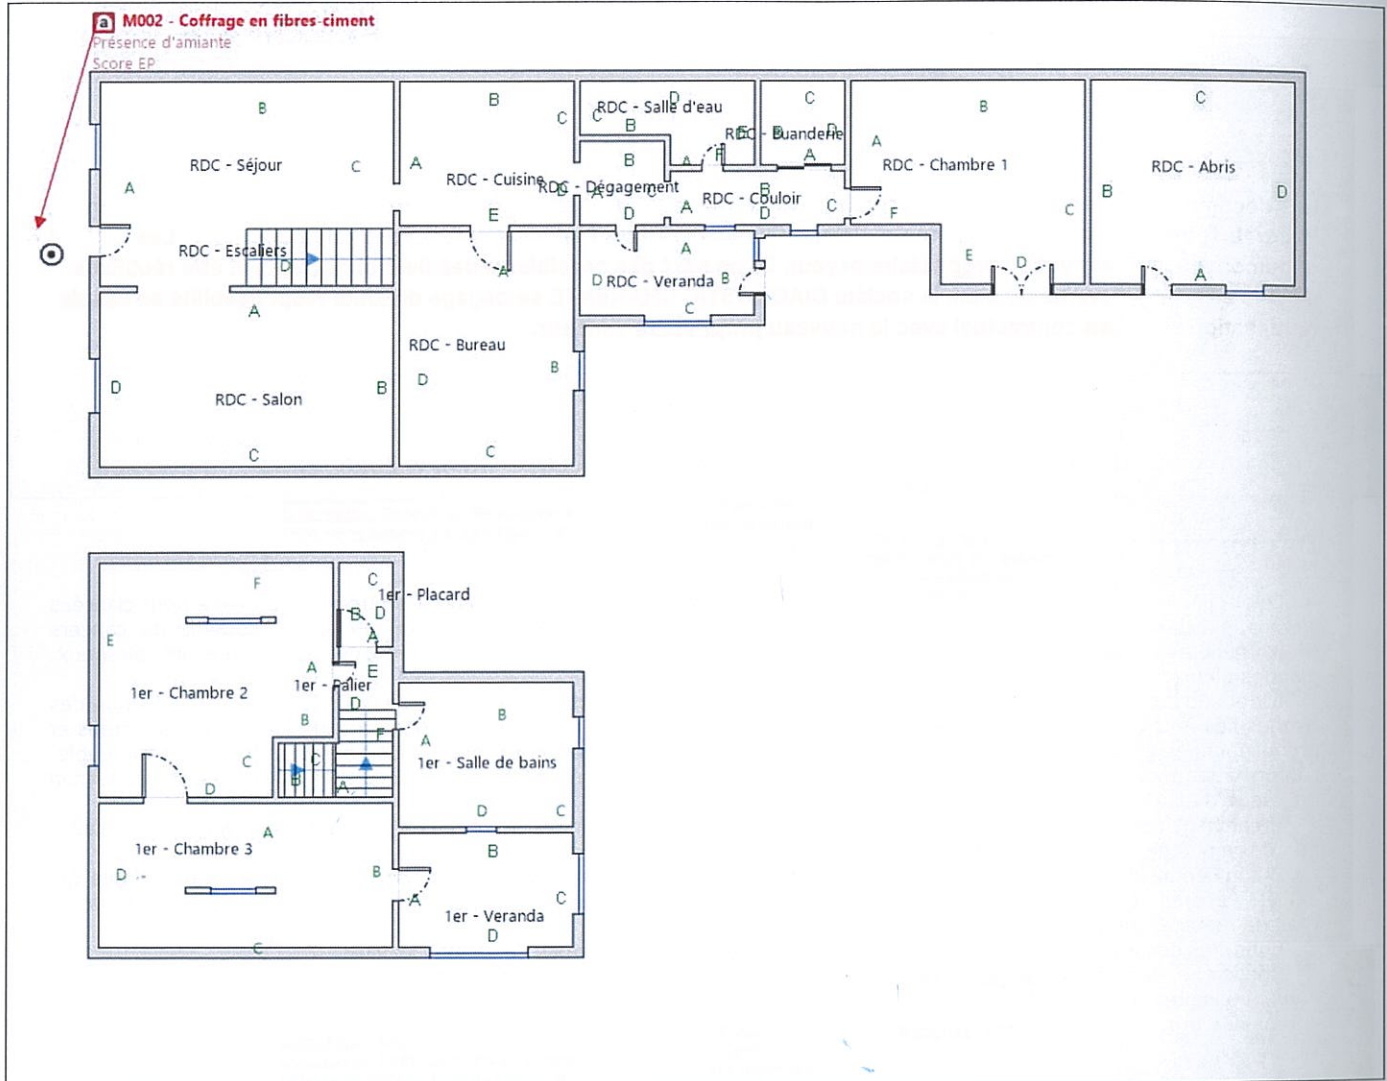 a M002 - Coffrage en fibres-ciment
Présence d'amiante
Score EP
B
RDC - Séjour
C
A
RDC - Escaliers
D
B
C
A
RDC - Cuisine
D
E
C
D
RDC - Salle d'eau
B
E
A
F
C
RDC - Buanderie
B
D
A
B
RDC - Dégagement
A
C
D
B
RDC - Couloir
A
D
C
B
A
RDC - Chambre 1
C
F
E
D
C
RDC - Abris
B
D
A
A
RDC - Veranda
D
B
C
A
D
RDC - Salon
B
C
A
RDC - Bureau
D
B
C
F
E
1er - Chambre 2
A
B
C
D
C
1er - Placard
B
D
A
E
1er - Palier
D
F
C
B
A
B
A
1er - Salle de bains
D
C
A
1er - Chambre 3
D
B
C
B
A
C
1er - Veranda
D